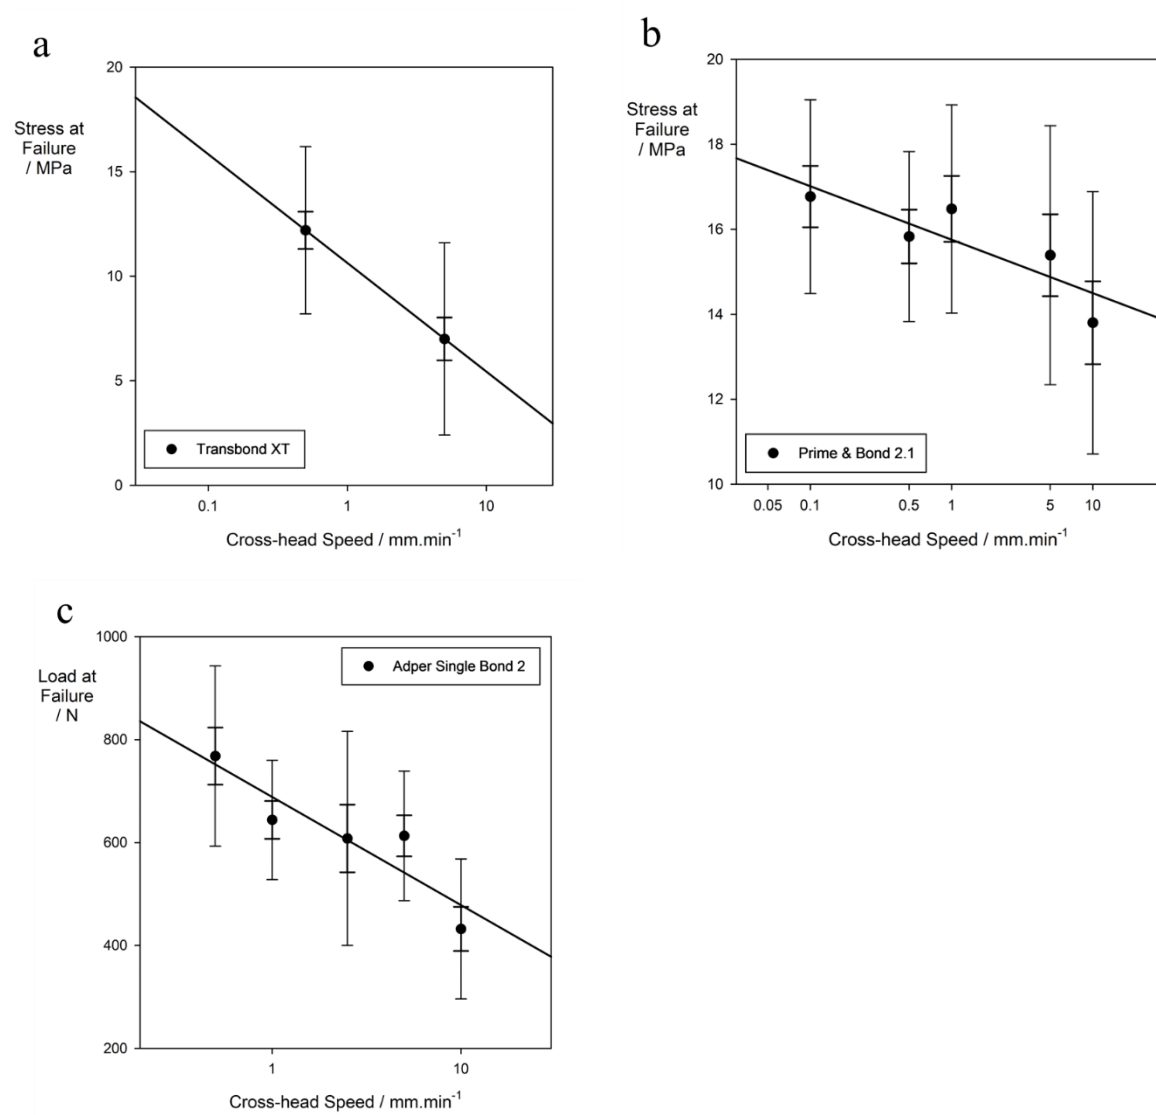 a
Stress at
Failure
/ MPa
20
15
10
5
0
Transbond XT
0.1 1 10
Cross-head Speed / mm.min⁻¹
b
Stress at
Failure
/ MPa
20
18
16
14
12
10
Prime & Bond 2.1
0.05 0.1 0.5 1 5 10
Cross-head Speed / mm.min⁻¹
c
Load at
Failure
/ N
1000
800
600
400
200
Adper Single Bond 2
1 10
Cross-head Speed / mm.min⁻¹